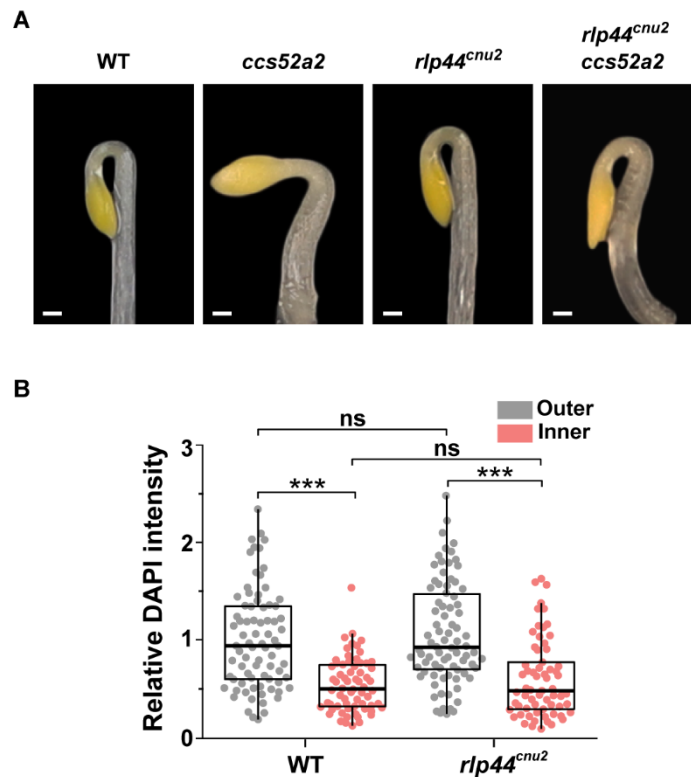 A
WT
ccs52a2
rlp44cnu2
rlp44cnu2
ccs52a2
B
Outer
Inner
ns
ns
***
***
3
2
1
0
Relative DAPI intensity
WT
rlp44cnu2